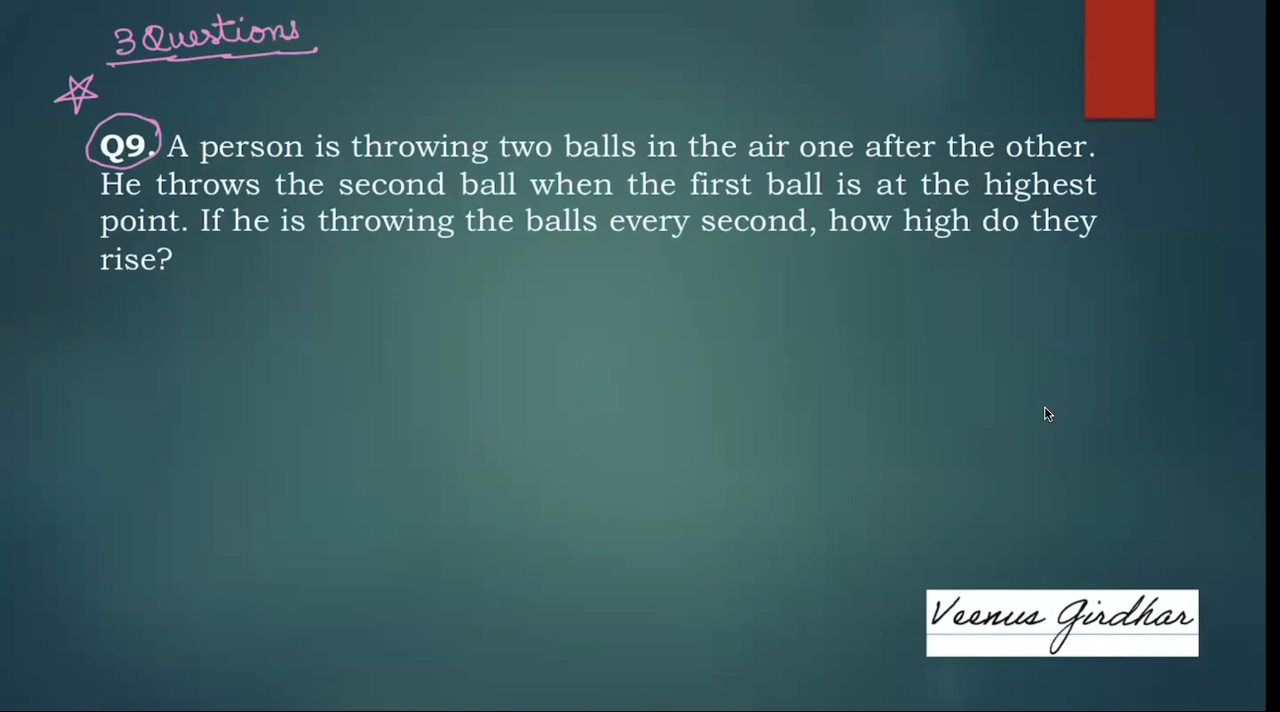 3 Questions
Q9. A person is throwing two balls in the air one after the other.
He throws the second ball when the first ball is at the highest
point. If he is throwing the balls every second, how high do they
rise?
Veenus Girdhar